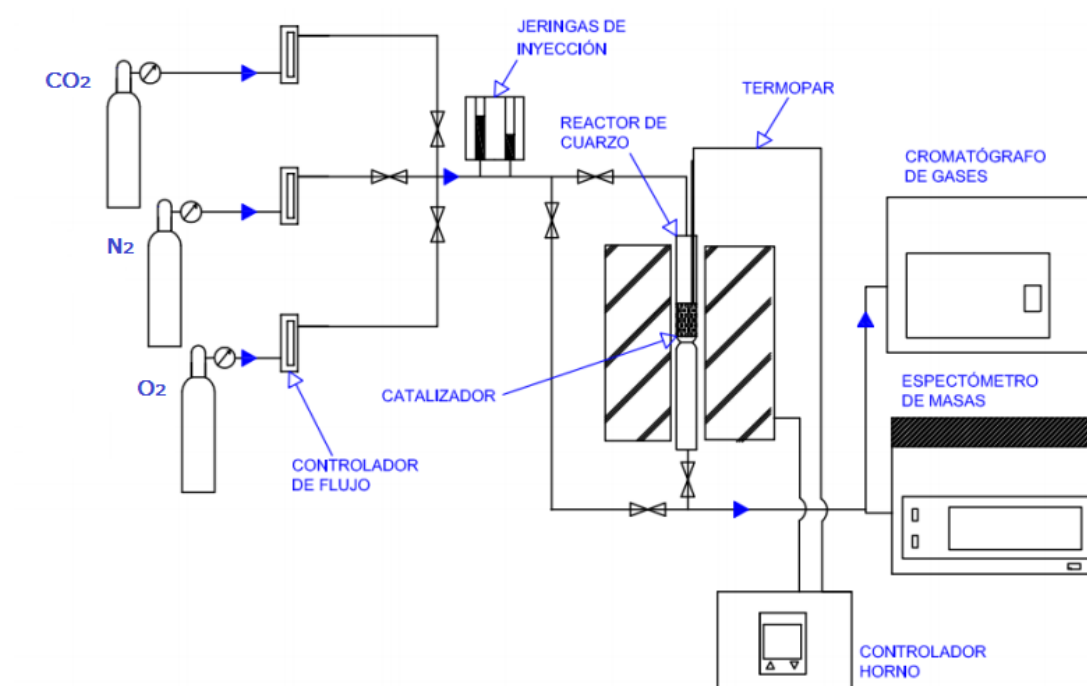 JERINGAS DE
INYECCIÓN
CO2
TERMOPAR
REACTOR DE
CUARZO
CROMATÓGRAFO
DE GASES
N2
O2
CATALIZADOR
ESPECTÓMETRO
DE MASAS
CONTROLADOR
DE FLUJO
CONTROLADOR
HORNO